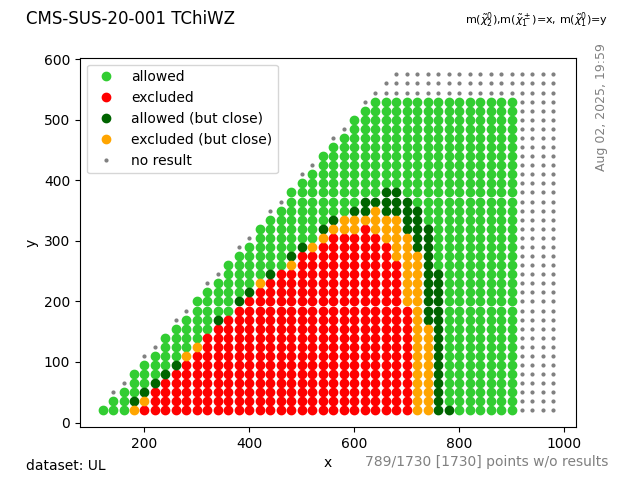 CMS-SUS-20-001 TChiWZ
m(χ̃⁰₂),m(χ̃±₁)=x, m(χ̃⁰₁)=y
Aug 02, 2025, 19:59
allowed
excluded
allowed (but close)
excluded (but close)
no result
600
500
400
300
200
100
0
y
200
400
600
800
1000
x
dataset: UL
789/1730 [1730] points w/o results